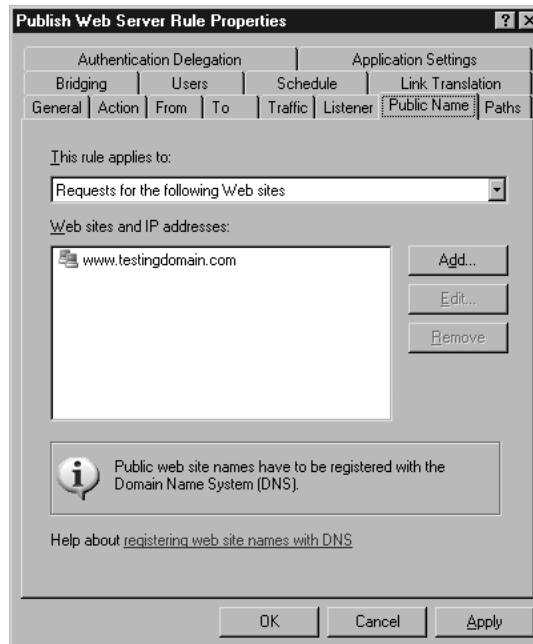 Publish Web Server Rule Properties
Authentication Delegation Application Settings
Bridging Users Schedule Link Translation
General Action From To Traffic Listener Public Name Paths
This rule applies to:
Requests for the following Web sites
Web sites and IP addresses:
www.testingdomain.com
Add...
Edit...
Remove
Public web site names have to be registered with the
Domain Name System (DNS).
Help about registering web site names with DNS
OK Cancel Apply